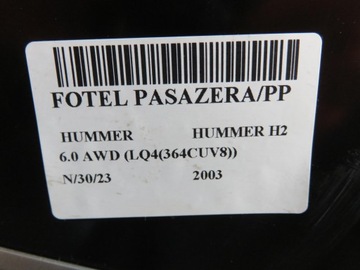 FOTEL PASAZERA/PP
HUMMER HUMMER H2
6.0 AWD (LQ4(364CUV8))
N/30/23 2003